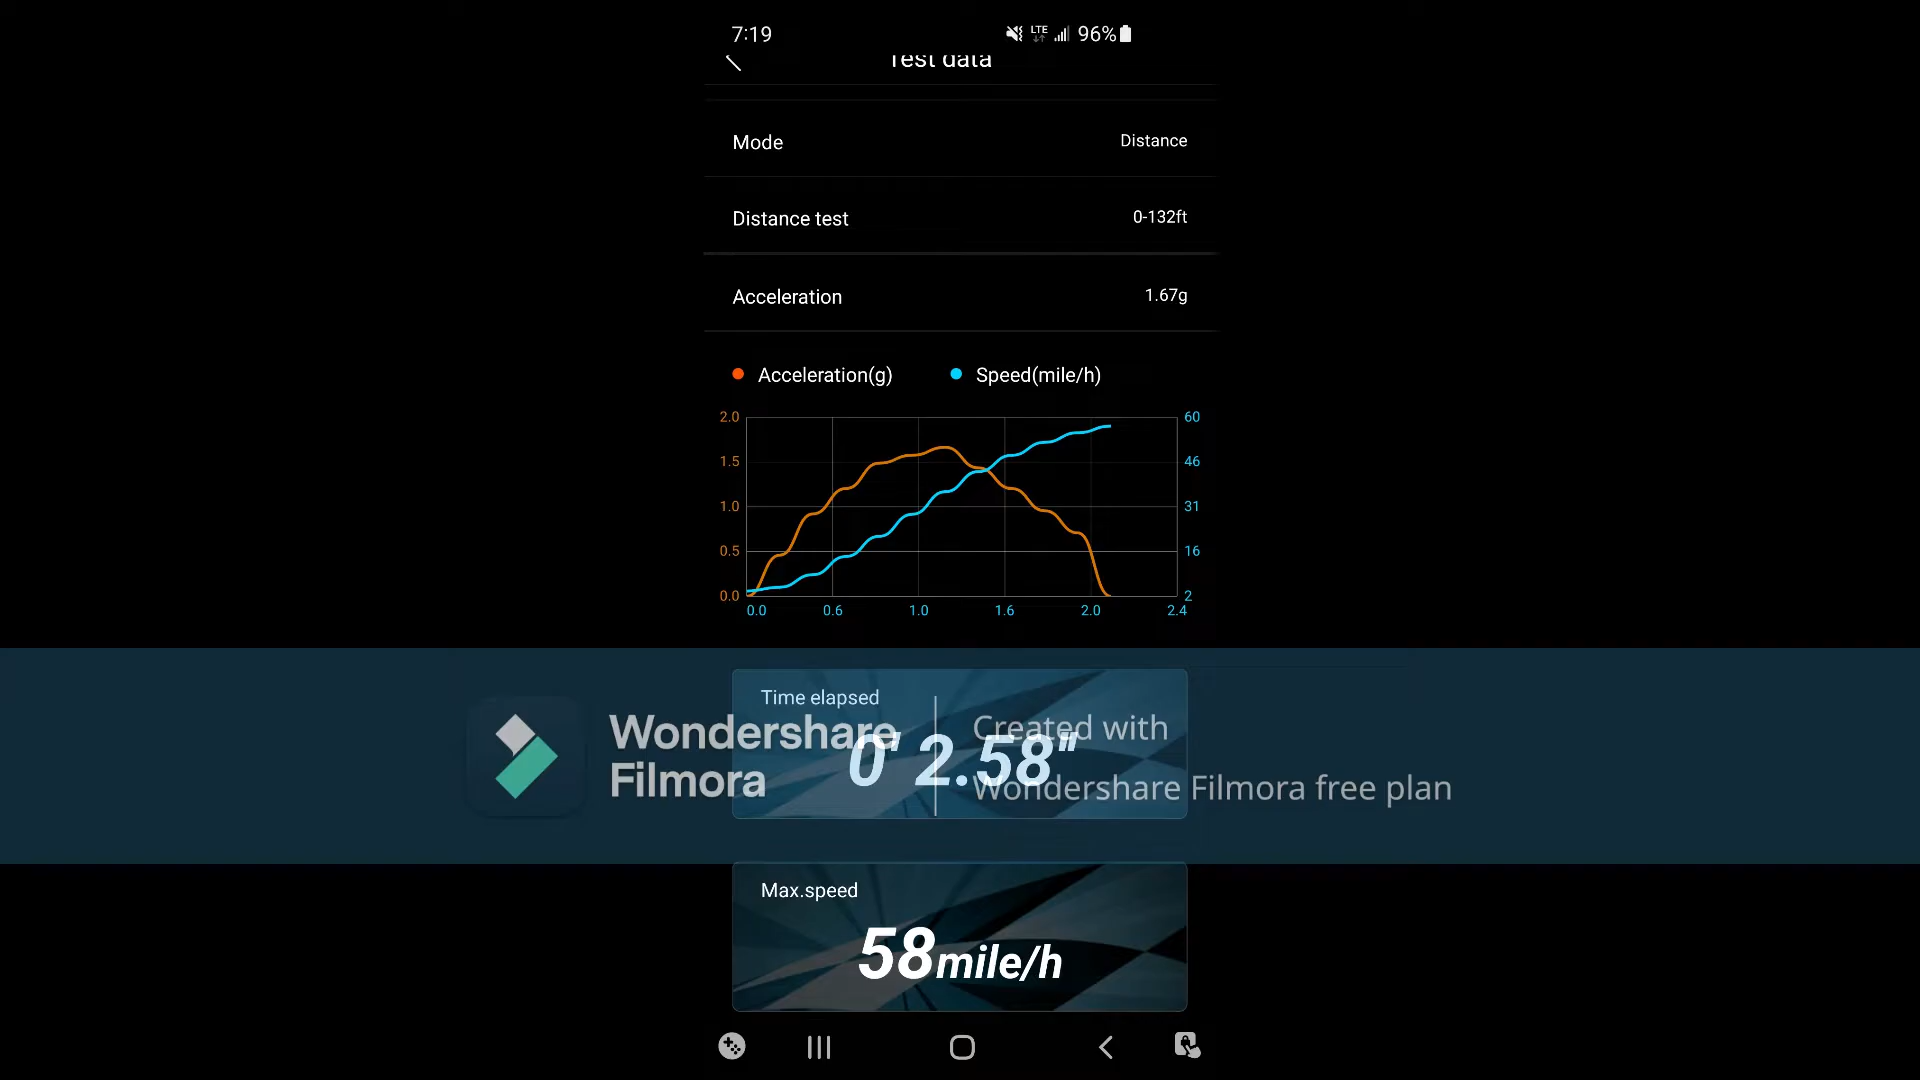 7:19 LTE 96%
Test data
Mode Distance
Distance test 0-132ft
Acceleration 1.67g
Acceleration(g) Speed(mile/h)
2.0 60
1.5 46
1.0 31
0.5 16
0.0 2
0.0 0.6 1.0 1.6 2.0 2.4
Time elapsed
0' 2.58"
Wondershare
Filmora
Created with
Wondershare Filmora free plan
Max.speed
58mile/h